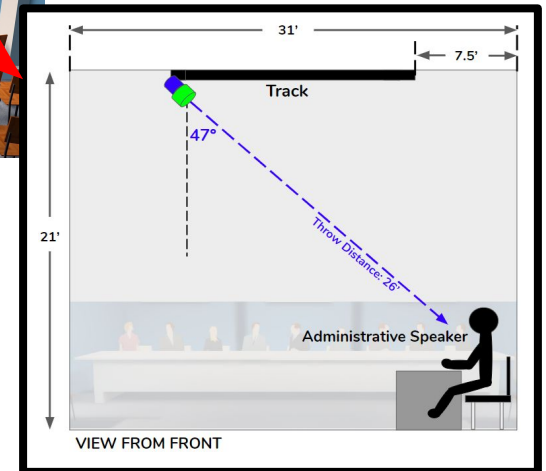 31’
7.5’
Track
47°
21’
Throw Distance: 26’
Administrative Speaker
VIEW FROM FRONT